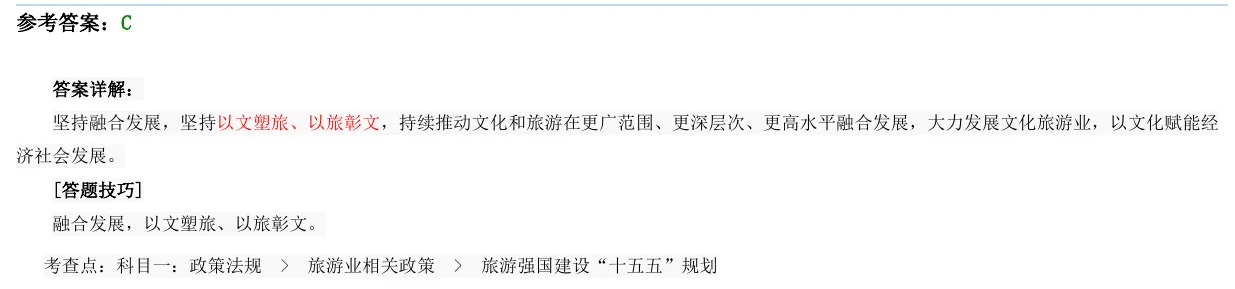 参考答案：C
答案详解：
坚持融合发展，坚持以文塑旅、以旅彰文，持续推动文化和旅游在更广范围、更深层次、更高水平融合发展，大力发展文化旅游业，以文化赋能经
济社会发展。
[答题技巧]
融合发展，以文塑旅、以旅彰文。
考查点：科目一：政策法规 > 旅游业相关政策 > 旅游强国建设“十五五”规划